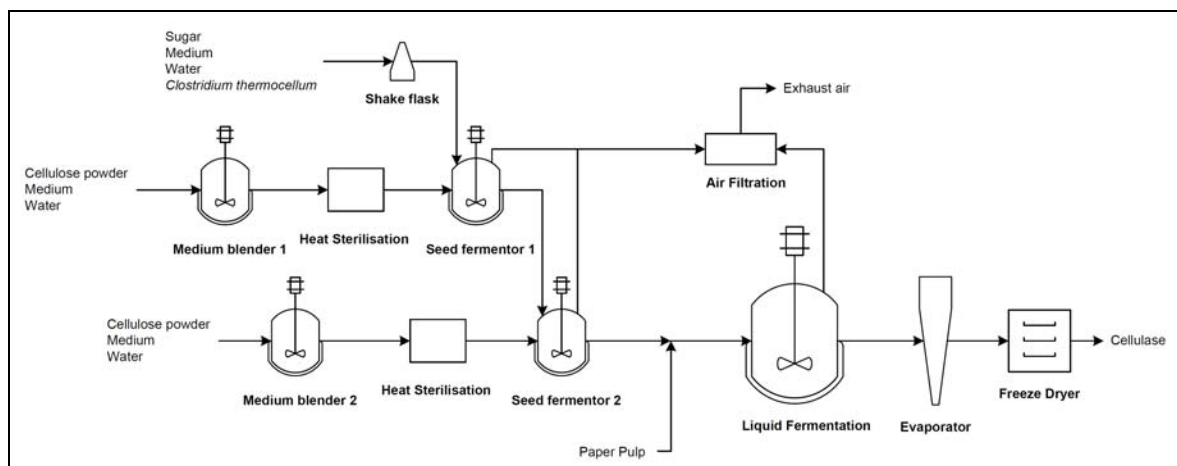 Sugar
Medium
Water
Clostridium thermocellum
Shake flask
Exhaust air
Air Filtration
Cellulose powder
Medium
Water
Medium blender 1
Heat Sterilisation
Seed fermentor 1
Cellulose powder
Medium
Water
Medium blender 2
Heat Sterilisation
Seed fermentor 2
Paper Pulp
Liquid Fermentation
Evaporator
Freeze Dryer
Cellulase